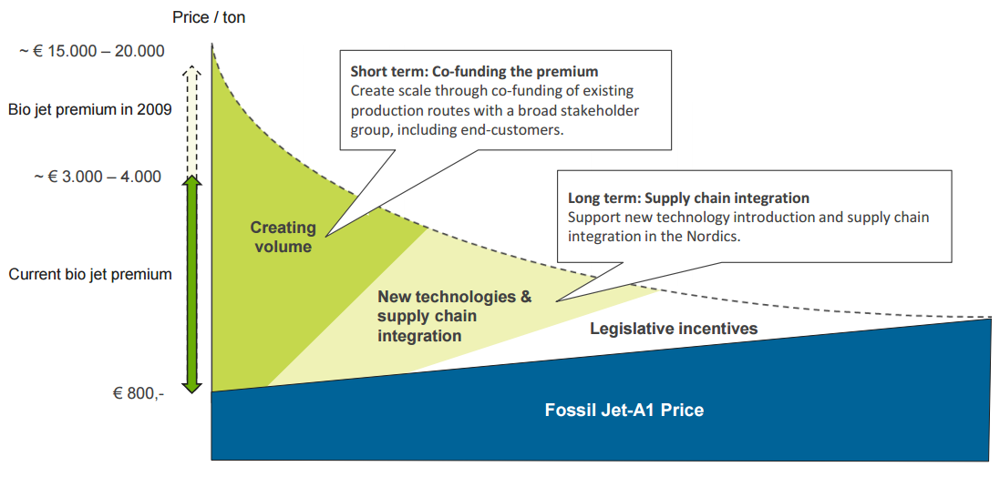 Price / ton
~ € 15.000 – 20.000
Bio jet premium in 2009
~ € 3.000 – 4.000
Current bio jet premium
€ 800,-
Short term: Co-funding the premium
Create scale through co-funding of existing
production routes with a broad stakeholder
group, including end-customers.
Long term: Supply chain integration
Support new technology introduction and supply chain
integration in the Nordics.
Creating
volume
New technologies &
supply chain
integration
Legislative incentives
Fossil Jet-A1 Price